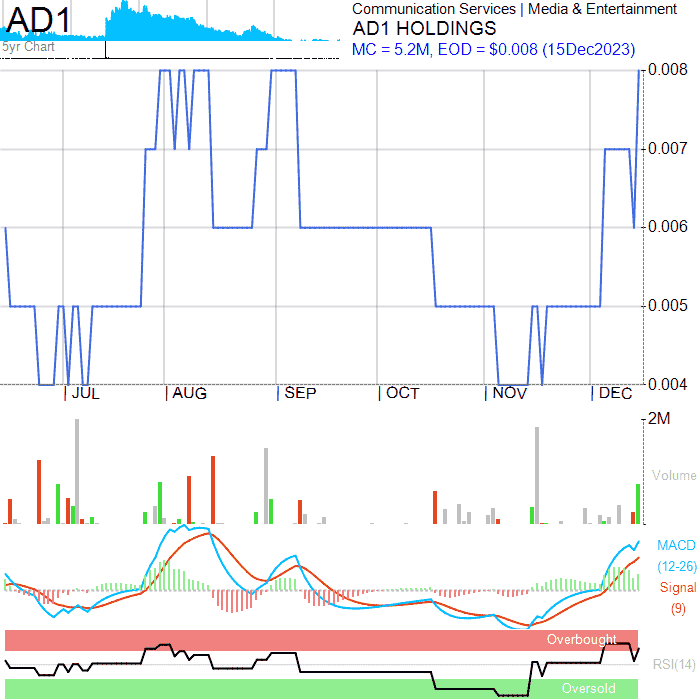 AD1
5yr Chart
Communication Services | Media & Entertainment
AD1 HOLDINGS
MC = 5.2M, EOD = $0.008 (15Dec2023)
0.008
0.007
0.006
0.005
0.004
JUL AUG SEP OCT NOV DEC
2M
Volume
MACD
(12-26)
Signal
(9)
Overbought
RSI(14)
Oversold